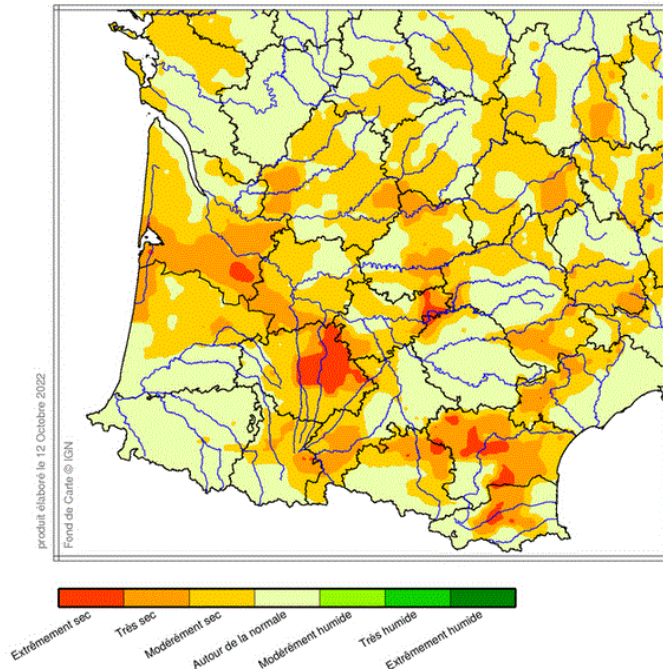 produit élaboré le 12 Octobre 2022
Fond de Carte © IGN
Extrêmement sec
Très sec
Modérément sec
Autour de la normale
Modérément humide
Très humide
Extrêmement humide